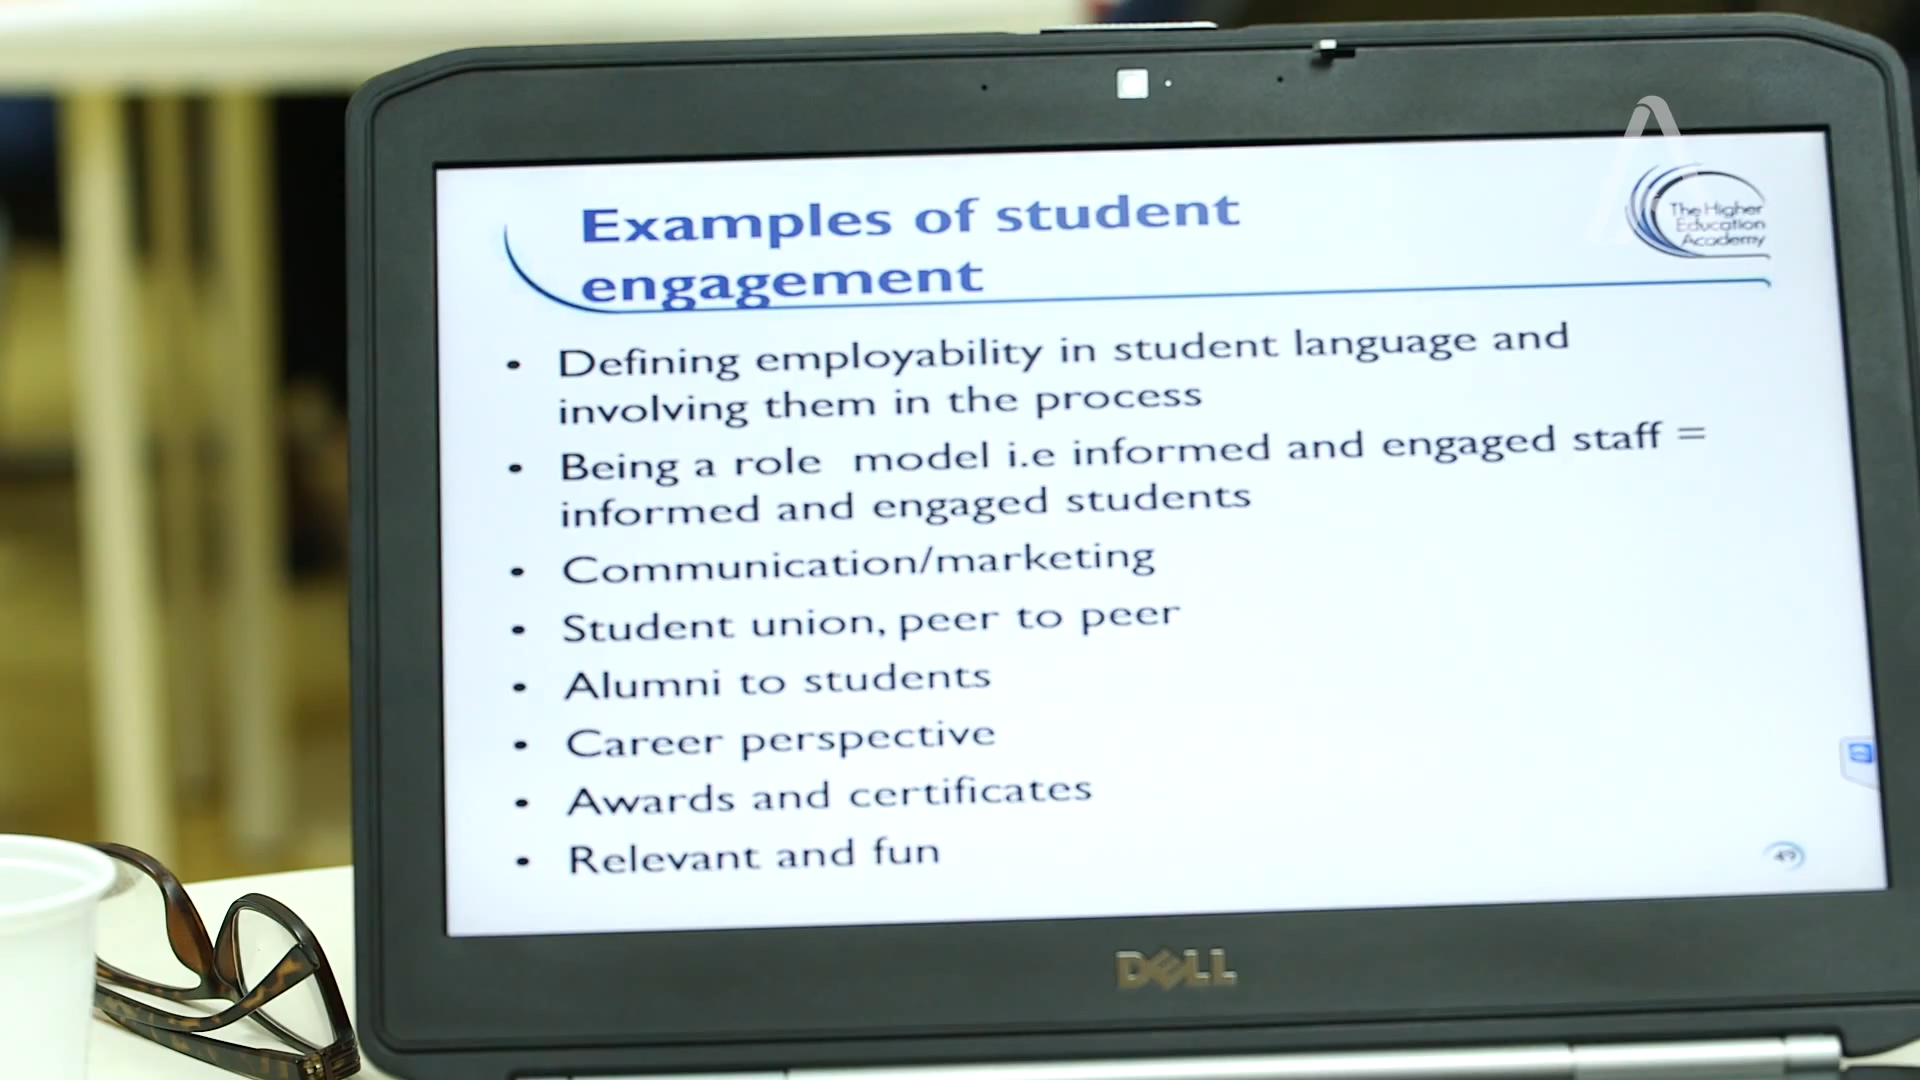 Examples of student
engagement
The Higher
Education
Academy
• Defining employability in student language and
involving them in the process
• Being a role model i.e informed and engaged staff =
informed and engaged students
• Communication/marketing
• Student union, peer to peer
• Alumni to students
• Career perspective
• Awards and certificates
• Relevant and fun
49
DELL